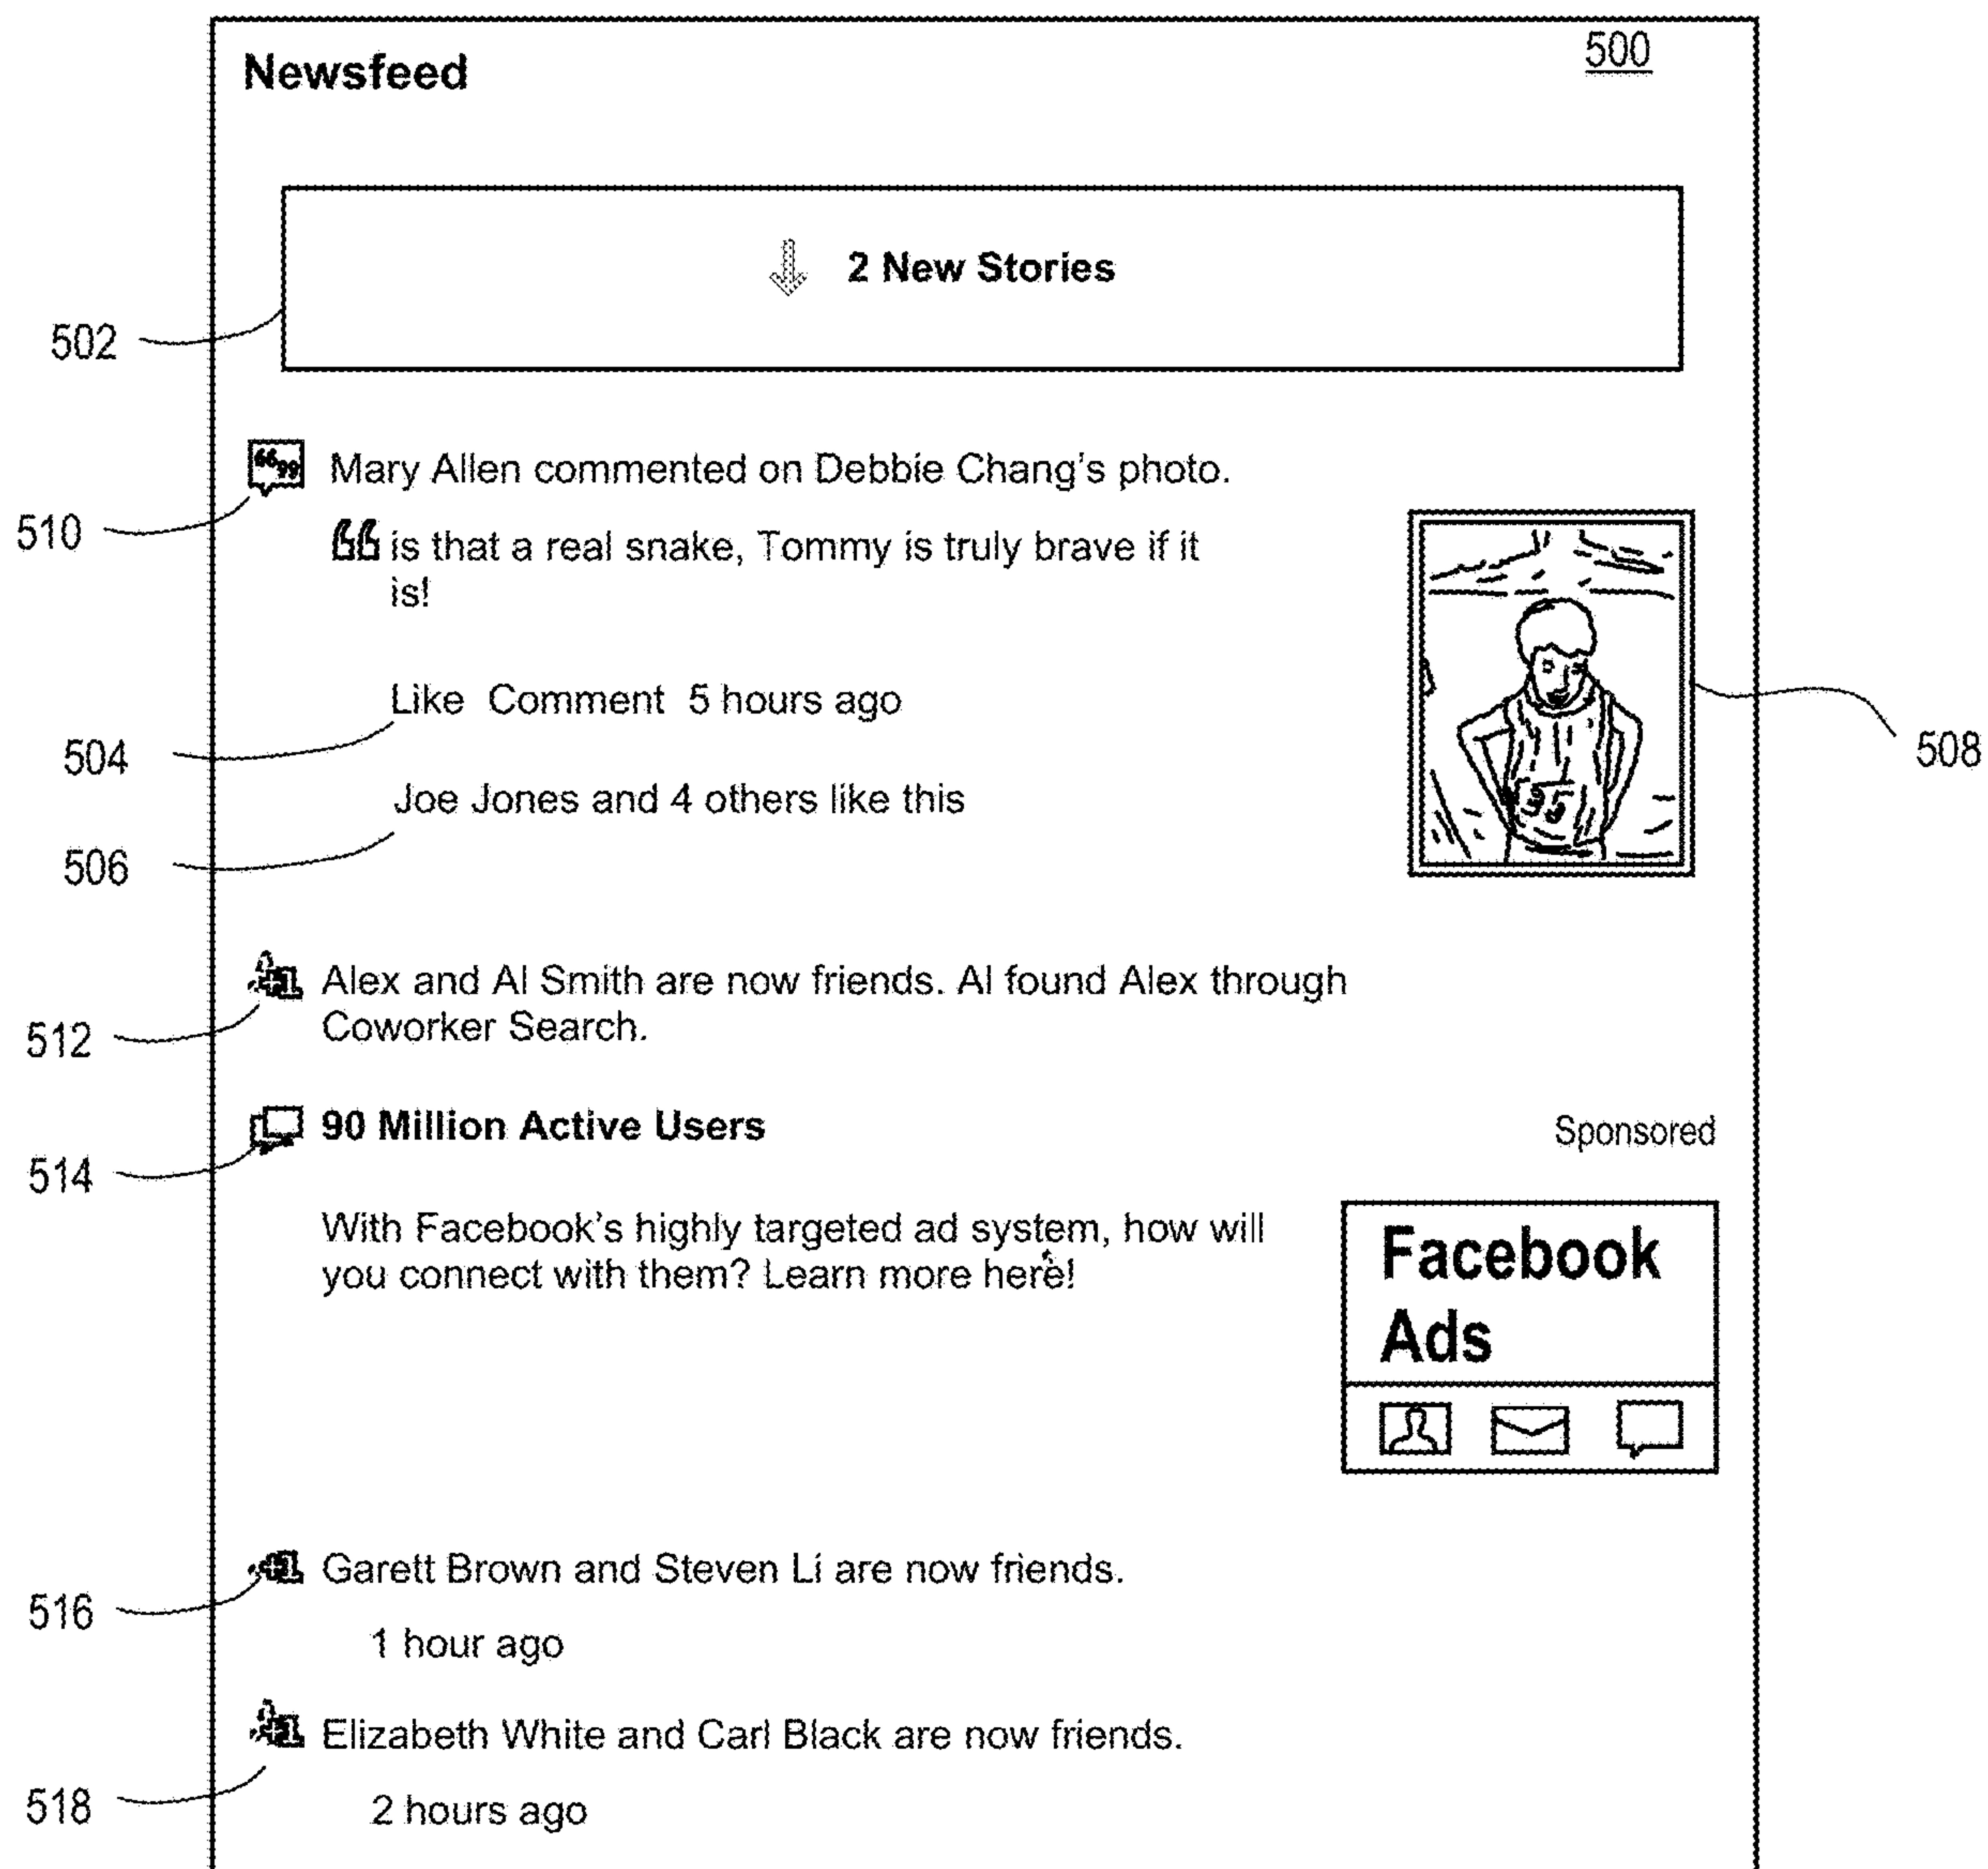 Newsfeed
500
2 New Stories
502
Mary Allen commented on Debbie Chang's photo.
510
is that a real snake, Tommy is truly brave if it
is!
Like Comment 5 hours ago
504
508
Joe Jones and 4 others like this
506
+1 Alex and Al Smith are now friends. Al found Alex through
Coworker Search.
512
90 Million Active Users
Sponsored
514
With Facebook's highly targeted ad system, how will
you connect with them? Learn more here!
Facebook
Ads
+1 Garett Brown and Steven Li are now friends.
516
1 hour ago
+1 Elizabeth White and Carl Black are now friends.
518
2 hours ago